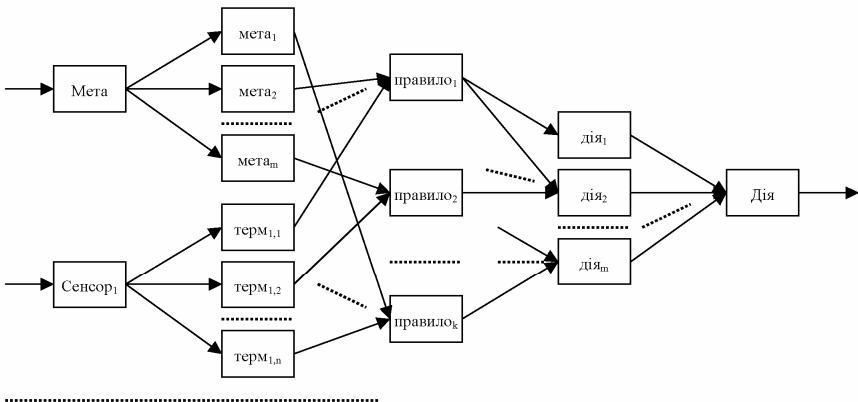 Мета
мета1
мета2
метаm
Сенсор1
терм1,1
терм1,2
терм1,n
правило1
правило2
правилоk
дія1
дія2
діяm
Дія